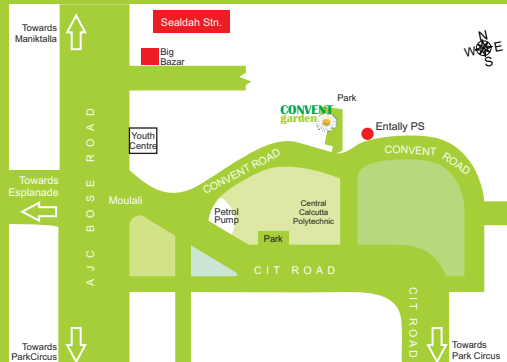 Towards
Maniktalla
Sealdah Stn.
Big
Bazar
N
W
E
S
CONVENT
garden
Park
Entally PS
Youth
Centre
CONVENT ROAD
CONVENT ROAD
AJC BOSE ROAD
Towards
Esplanade
Moulali
Petrol
Pump
Central
Calcutta
Polytechnic
Park
CIT ROAD
CIT ROAD
Towards
ParkCircus
Towards
Park Circus